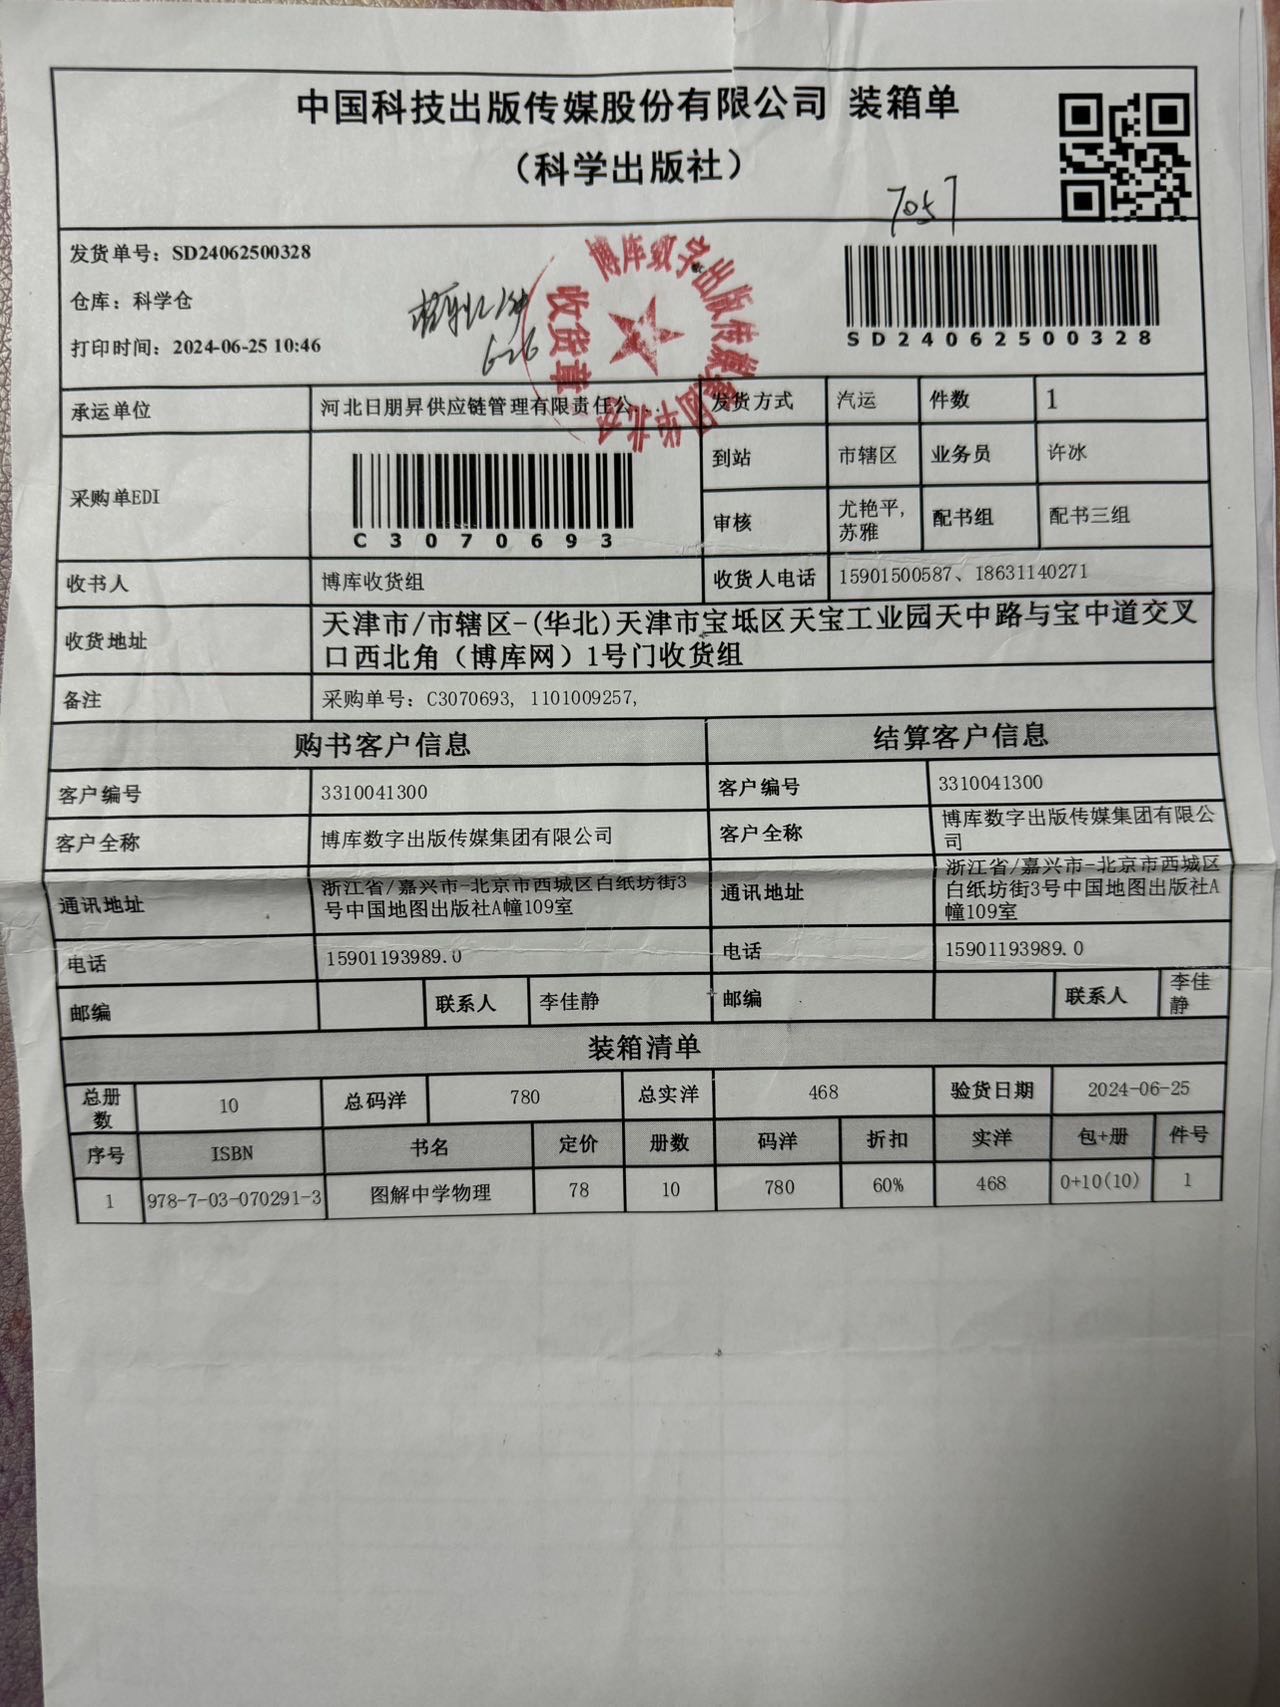 中国科技出版传媒股份有限公司 装箱单
（科学出版社）
7057
发货单号：SD24062500328
仓库：科学仓
打印时间：2024-06-25 10:46
6-26
博库数字出版传媒集团华北
收货章
SD24062500328
承运单位 河北日朋昇供应链管理有限责任公... 发货方式 汽运 件数 1
采购单EDI C3070693 到站 市辖区 业务员 许冰
审核 尤艳平, 苏雅 配书组 配书三组
收书人 博库收货组 收货人电话 15901500587、18631140271
收货地址 天津市/市辖区-(华北)天津市宝坻区天宝工业园天中路与宝中道交叉
口西北角（博库网）1号门收货组
备注 采购单号: C3070693, 1101009257,
购书客户信息 结算客户信息
客户编号 3310041300 客户编号 3310041300
客户全称 博库数字出版传媒集团有限公司 客户全称 博库数字出版传媒集团有限公司
通讯地址 浙江省/嘉兴市-北京市西城区白纸坊街3号中国地图出版社A幢109室 通讯地址 浙江省/嘉兴市-北京市西城区白纸坊街3号中国地图出版社A幢109室
电话 15901193989.0 电话 15901193989.0
邮编 联系人 李佳静 邮编 联系人 李佳静
装箱清单
总册数 10 总码洋 780 总实洋 468 验货日期 2024-06-25
序号 ISBN 书名 定价 册数 码洋 折扣 实洋 包+册 件号
1 978-7-03-070291-3 图解中学物理 78 10 780 60% 468 0+10(10) 1